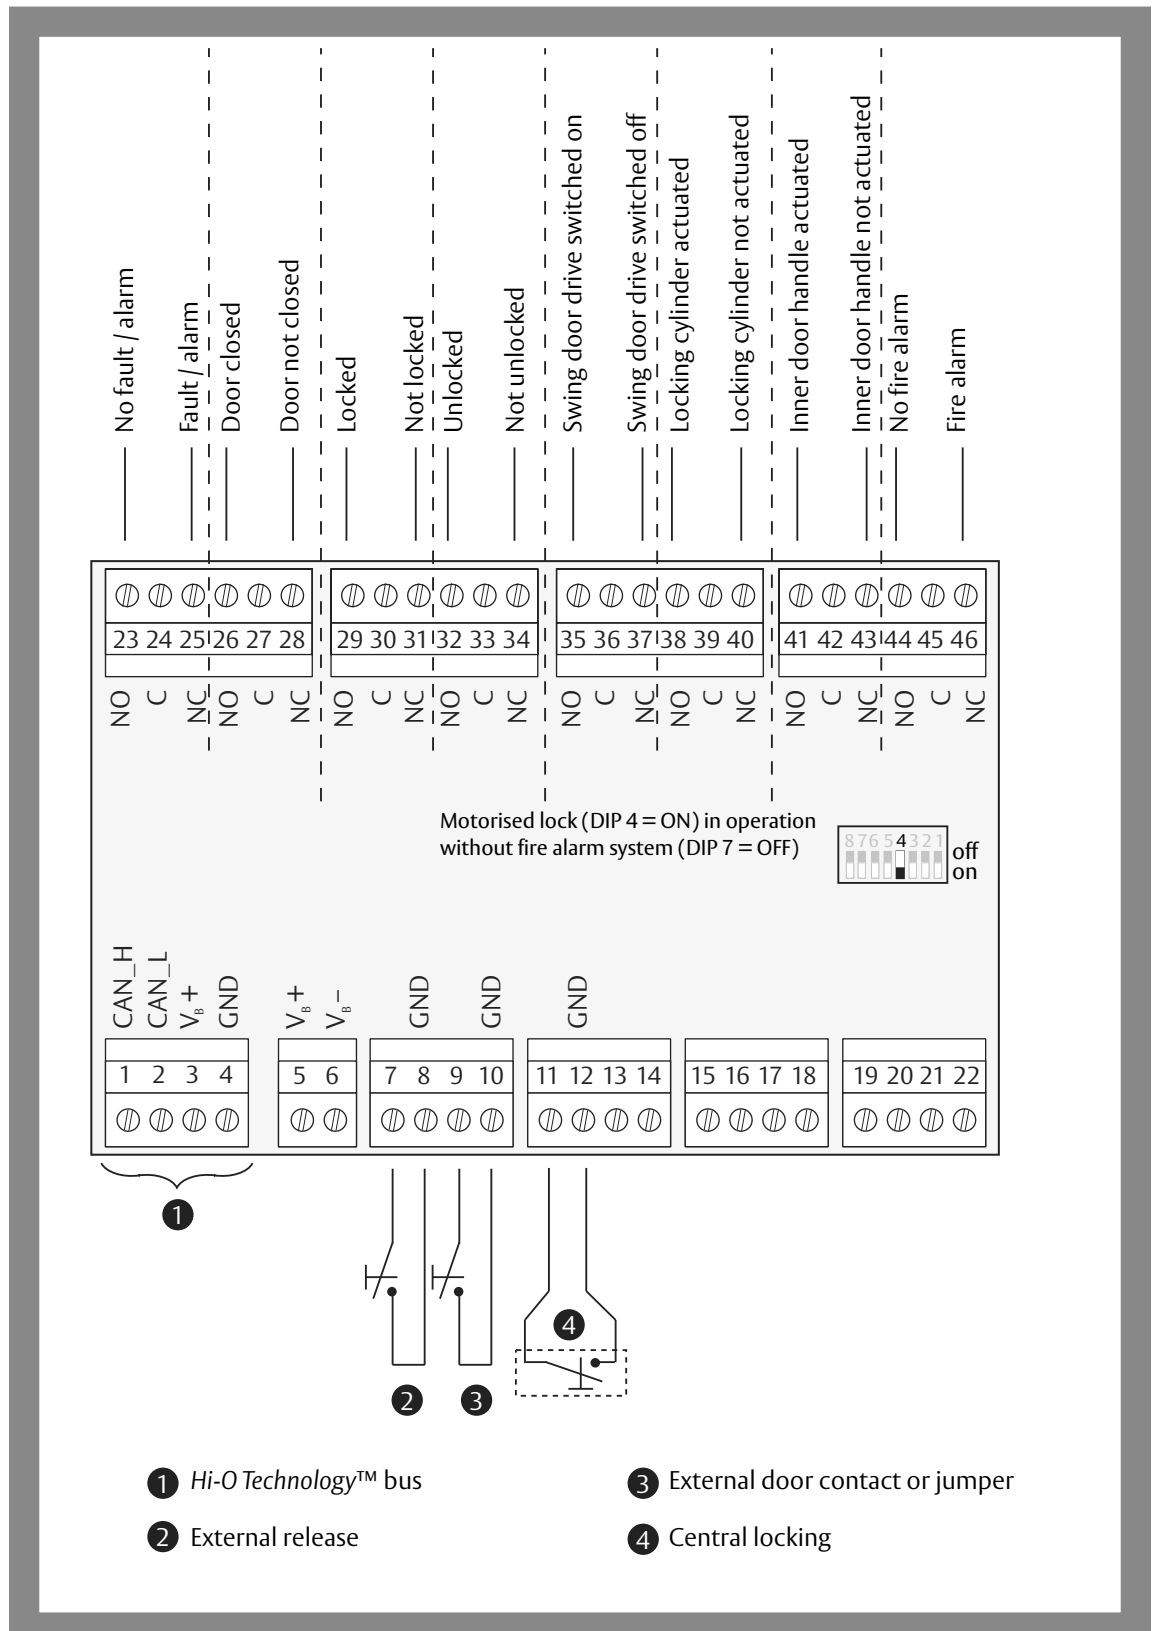 No fault / alarm
Fault / alarm
Door closed
Door not closed
Locked
Not locked
Unlocked
Not unlocked
Swing door drive switched on
Swing door drive switched off
Locking cylinder actuated
Locking cylinder not actuated
Inner door handle actuated
Inner door handle not actuated
No fire alarm
Fire alarm
23 24 25 26 27 28 29 30 31 32 33 34 35 36 37 38 39 40 41 42 43 44 45 46
NO C NC NO C NC NO C NC NO C NC NO C NC NO C NC NO C NC NO C NC
Motorised lock (DIP 4 = ON) in operation
without fire alarm system (DIP 7 = OFF)
8 7 6 5 4 3 2 1
off
on
CAN_H CAN_L VB+ GND VB+ VB− GND GND GND
1 2 3 4 5 6 7 8 9 10 11 12 13 14 15 16 17 18 19 20 21 22
1
4
2 3
1 Hi-O Technology™ bus
2 External release
3 External door contact or jumper
4 Central locking